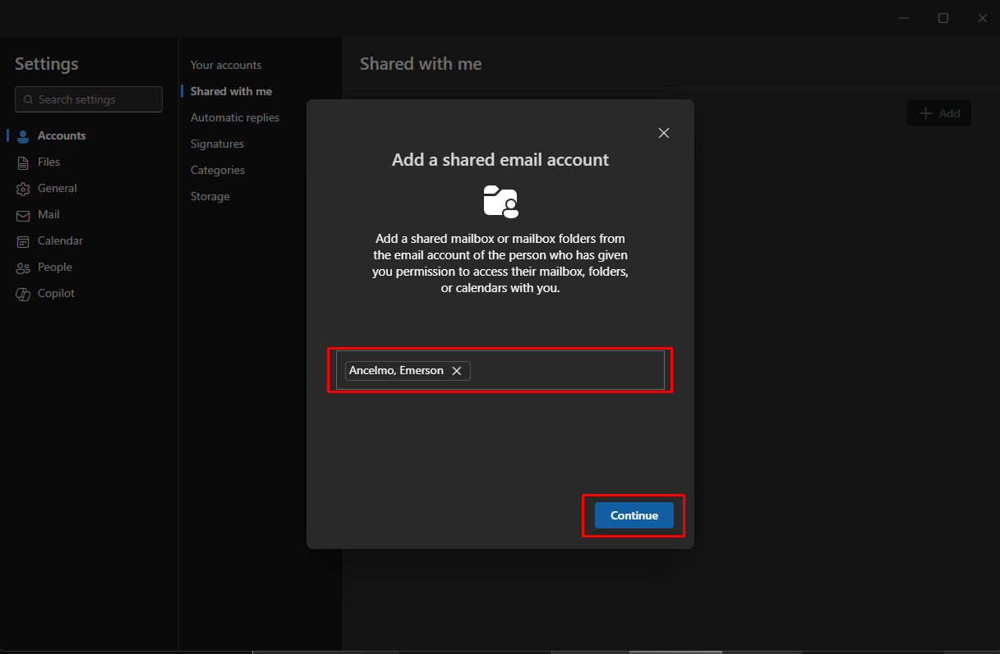 Settings
Search settings
Accounts
Files
General
Mail
Calendar
People
Copilot
Your accounts
Shared with me
Automatic replies
Signatures
Categories
Storage
Shared with me
Add
Add a shared email account
Add a shared mailbox or mailbox folders from
the email account of the person who has given
you permission to access their mailbox, folders,
or calendars with you.
Ancelmo, Emerson
Continue